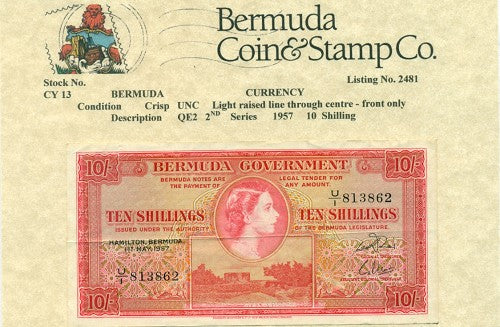 Bermuda
Coin & Stamp Co.
Stock No.
Listing No. 2481
CY 13 BERMUDA CURRENCY
Condition Crisp UNC Light raised line through centre - front only
Description QE2 2ND Series 1957 10 Shilling
10/- BERMUDA GOVERNMENT 10/-
BERMUDA NOTES ARE LEGAL TENDER FOR
THE PAYMENT OF ANY AMOUNT.
U/1 813862
TEN SHILLINGS TEN SHILLINGS
ISSUED UNDER THE AUTHORITY OF THE BERMUDA LEGISLATURE.
HAMILTON, BERMUDA
1ST MAY, 1957.
U/1 813862
10/- 10/-